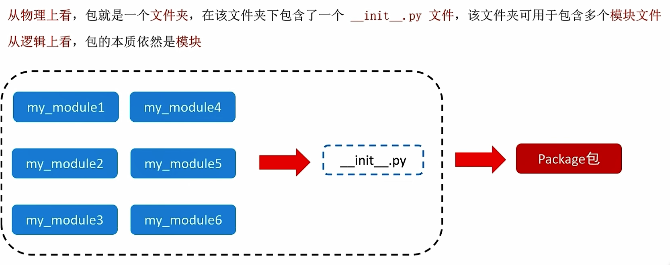 从物理上看，包就是一个文件夹，在该文件夹下包含了一个 __init__.py 文件，该文件夹可用于包含多个模块文件
从逻辑上看，包的本质依然是模块
my_module1 my_module4
my_module2 my_module5 __init__.py Package包
my_module3 my_module6